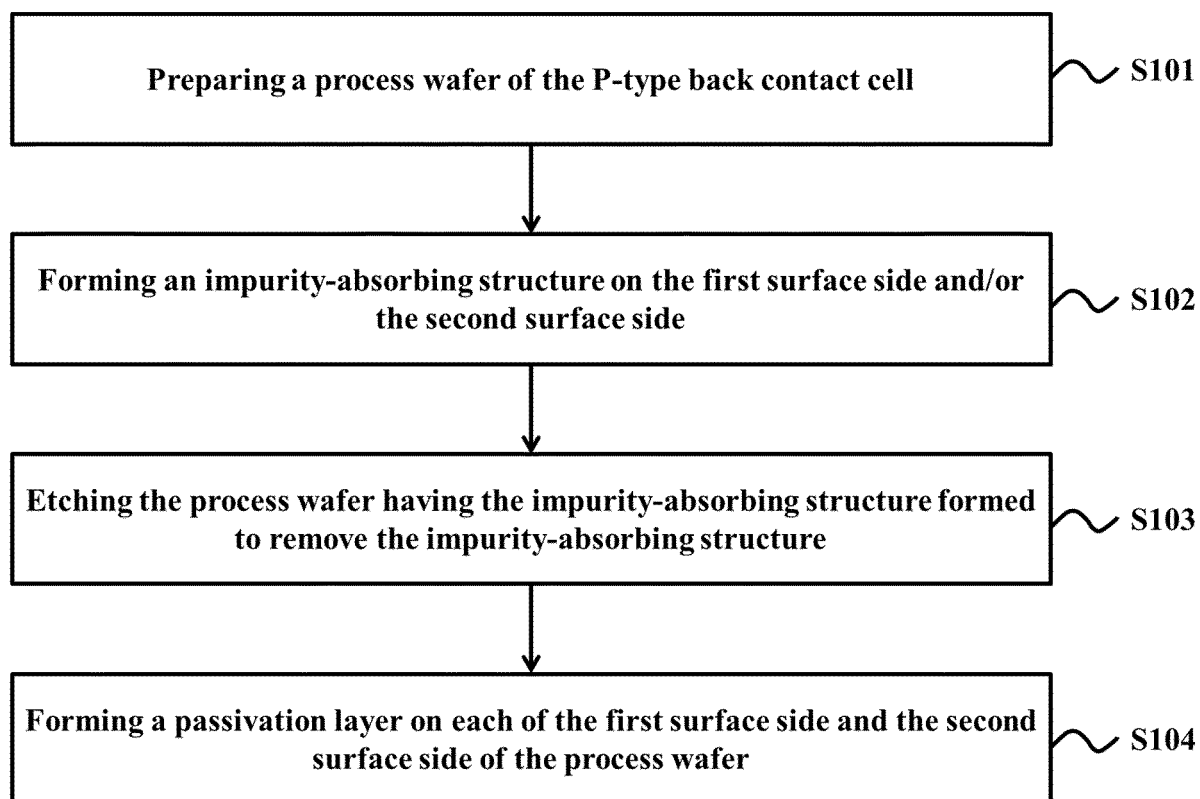 Preparing a process wafer of the P-type back contact cell
S101
Forming an impurity-absorbing structure on the first surface side and/or
the second surface side
S102
Etching the process wafer having the impurity-absorbing structure formed
to remove the impurity-absorbing structure
S103
Forming a passivation layer on each of the first surface side and the second
surface side of the process wafer
S104